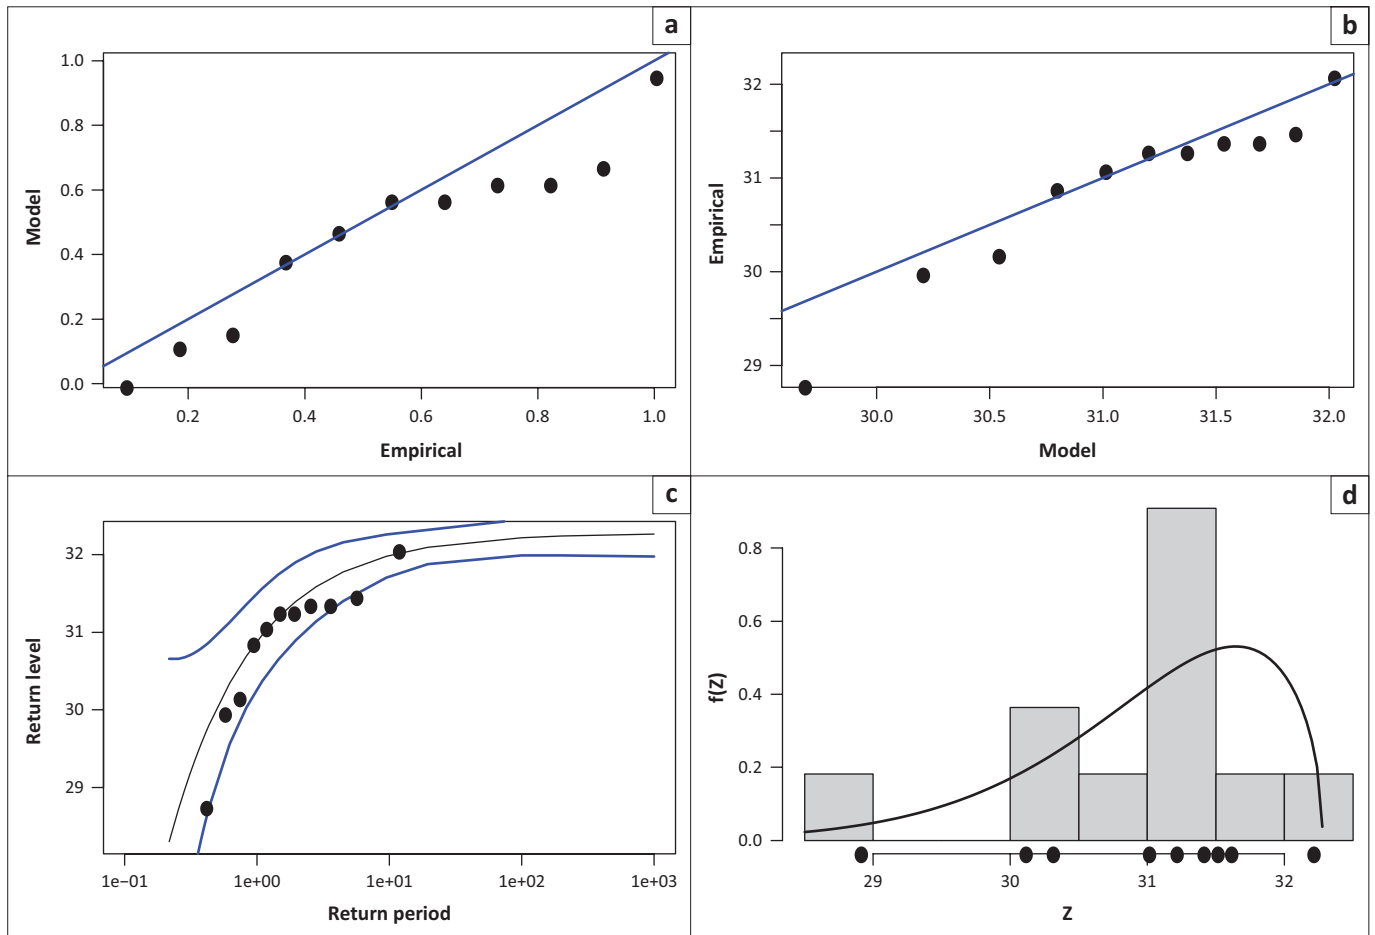 a
1.0
0.8
0.6
0.4
0.2
0.0
Model
0.2 0.4 0.6 0.8 1.0
Empirical
b
32
31
30
29
Empirical
30.0 30.5 31.0 31.5 32.0
Model
c
32
31
30
29
Return level
1e−01 1e+00 1e+01 1e+02 1e+03
Return period
d
0.8
0.6
0.4
0.2
0.0
f(Z)
29 30 31 32
Z